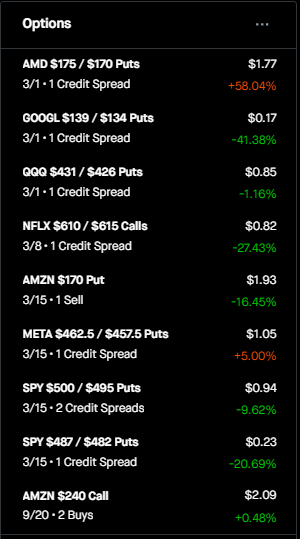 Options
AMD $175 / $170 Puts $1.77
3/1 • 1 Credit Spread +58.04%
GOOGL $139 / $134 Puts $0.17
3/1 • 1 Credit Spread -41.38%
QQQ $431 / $426 Puts $0.85
3/1 • 1 Credit Spread -1.16%
NFLX $610 / $615 Calls $0.82
3/8 • 1 Credit Spread -27.43%
AMZN $170 Put $1.93
3/15 • 1 Sell -16.45%
META $462.5 / $457.5 Puts $1.05
3/15 • 1 Credit Spread +5.00%
SPY $500 / $495 Puts $0.94
3/15 • 2 Credit Spreads -9.62%
SPY $487 / $482 Puts $0.23
3/15 • 1 Credit Spread -20.69%
AMZN $240 Call $2.09
9/20 • 2 Buys +0.48%